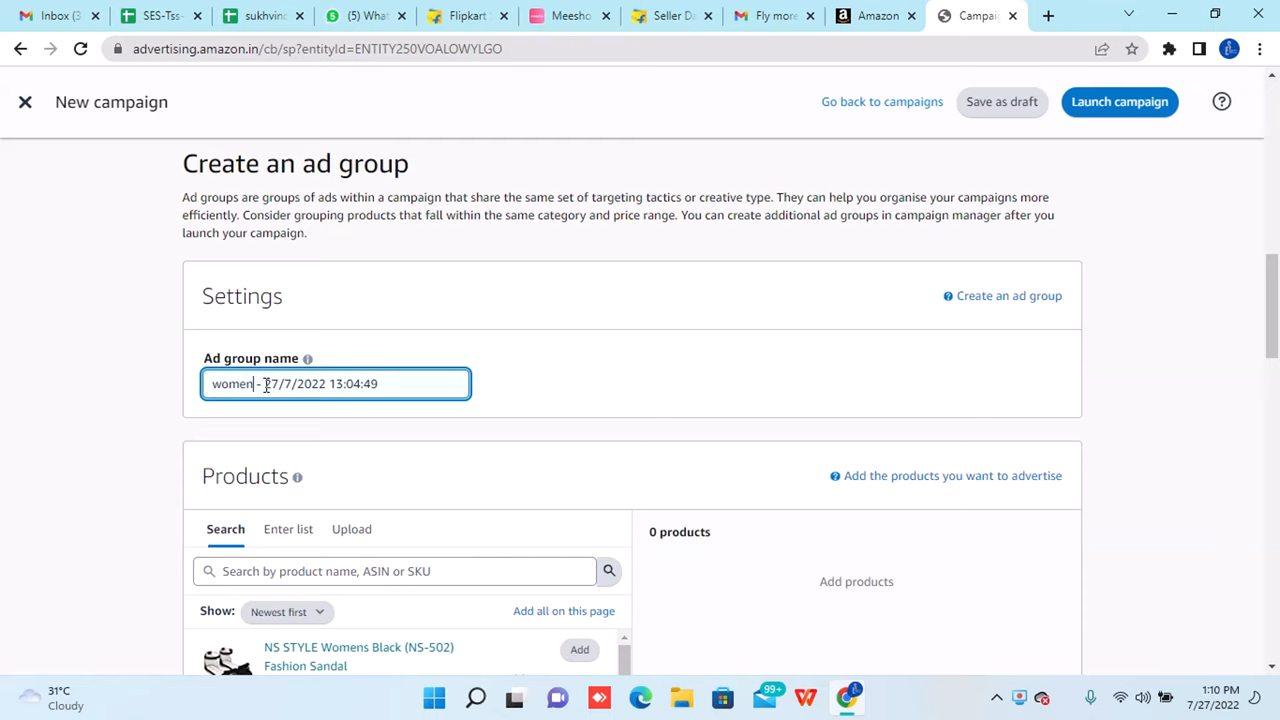 Inbox (3
SES-Tss-
sukhvind
(5) What
Flipkart
Meesho
Seller Da
Fly more
Amazon
Campai
advertising.amazon.in/cb/sp?entityId=ENTITY250VOALOWYLGO
New campaign
Go back to campaigns
Save as draft
Launch campaign
Create an ad group
Ad groups are groups of ads within a campaign that share the same set of targeting tactics or creative type. They can help you organise your campaigns more
efficiently. Consider grouping products that fall within the same category and price range. You can create additional ad groups in campaign manager after you
launch your campaign.
Settings
Create an ad group
Ad group name
women - 27/7/2022 13:04:49
Products
Add the products you want to advertise
Search
Enter list
Upload
0 products
Search by product name, ASIN or SKU
Add products
Show:
Newest first
Add all on this page
NS STYLE Womens Black (NS-502)
Fashion Sandal
Add
31°C
Cloudy
99+
1:10 PM
7/27/2022